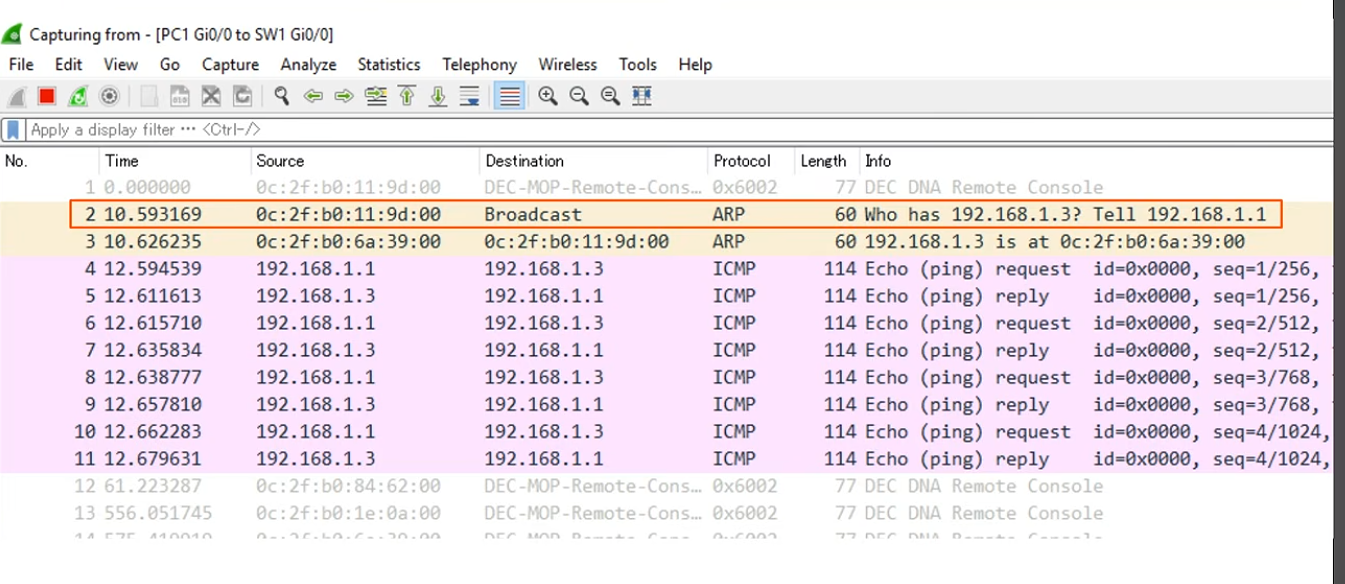 Capturing from - [PC1 Gi0/0 to SW1 Gi0/0]
File Edit View Go Capture Analyze Statistics Telephony Wireless Tools Help
Apply a display filter ... <Ctrl-/>
No. Time Source Destination Protocol Length Info
1 0.000000 0c:2f:b0:11:9d:00 DEC-MOP-Remote-Cons… 0x6002 77 DEC DNA Remote Console
2 10.593169 0c:2f:b0:11:9d:00 Broadcast ARP 60 Who has 192.168.1.3? Tell 192.168.1.1
3 10.626235 0c:2f:b0:6a:39:00 0c:2f:b0:11:9d:00 ARP 60 192.168.1.3 is at 0c:2f:b0:6a:39:00
4 12.594539 192.168.1.1 192.168.1.3 ICMP 114 Echo (ping) request id=0x0000, seq=1/256,
5 12.611613 192.168.1.3 192.168.1.1 ICMP 114 Echo (ping) reply id=0x0000, seq=1/256,
6 12.615710 192.168.1.1 192.168.1.3 ICMP 114 Echo (ping) request id=0x0000, seq=2/512,
7 12.635834 192.168.1.3 192.168.1.1 ICMP 114 Echo (ping) reply id=0x0000, seq=2/512,
8 12.638777 192.168.1.1 192.168.1.3 ICMP 114 Echo (ping) request id=0x0000, seq=3/768,
9 12.657810 192.168.1.3 192.168.1.1 ICMP 114 Echo (ping) reply id=0x0000, seq=3/768,
10 12.662283 192.168.1.1 192.168.1.3 ICMP 114 Echo (ping) request id=0x0000, seq=4/1024,
11 12.679631 192.168.1.3 192.168.1.1 ICMP 114 Echo (ping) reply id=0x0000, seq=4/1024,
12 61.223287 0c:2f:b0:84:62:00 DEC-MOP-Remote-Cons… 0x6002 77 DEC DNA Remote Console
13 556.051745 0c:2f:b0:1e:0a:00 DEC-MOP-Remote-Cons… 0x6002 77 DEC DNA Remote Console